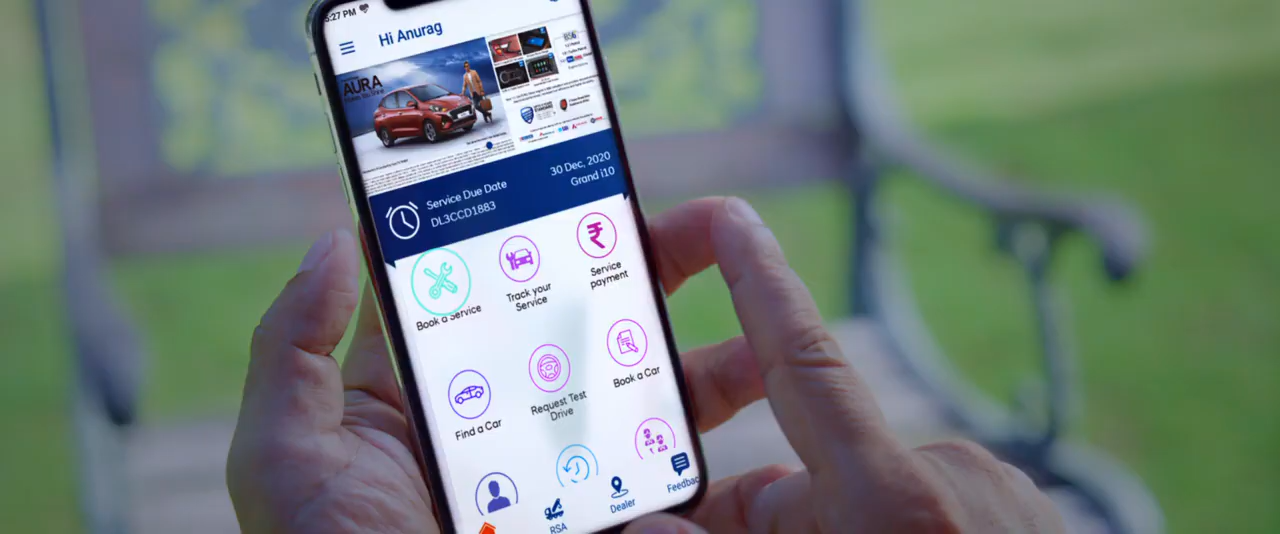 5:27 PM
Hi Anurag
AURA
Service Due Date
DL3CCD1883
30 Dec, 2020
Grand i10
Book a Service
Track your
Service
Service
payment
Find a Car
Request Test
Drive
Book a Car
RSA
Dealer
Feedbac